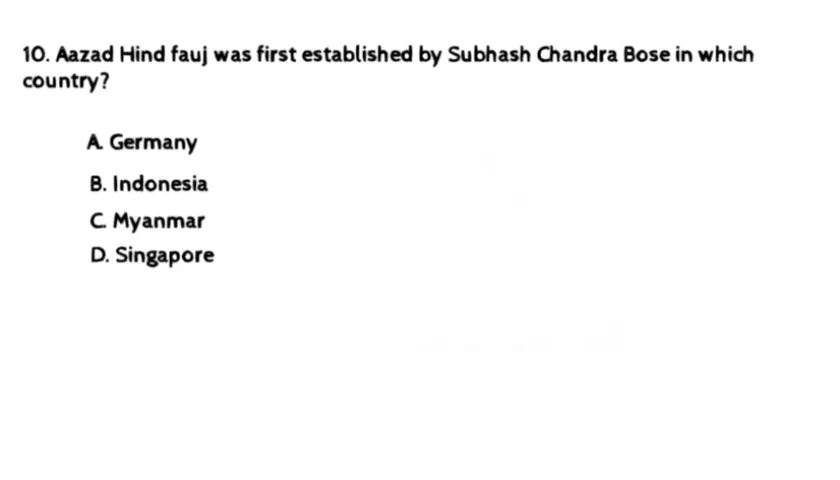 10. Aazad Hind fauj was first established by Subhash Chandra Bose in which
country?
A. Germany
B. Indonesia
C. Myanmar
D. Singapore